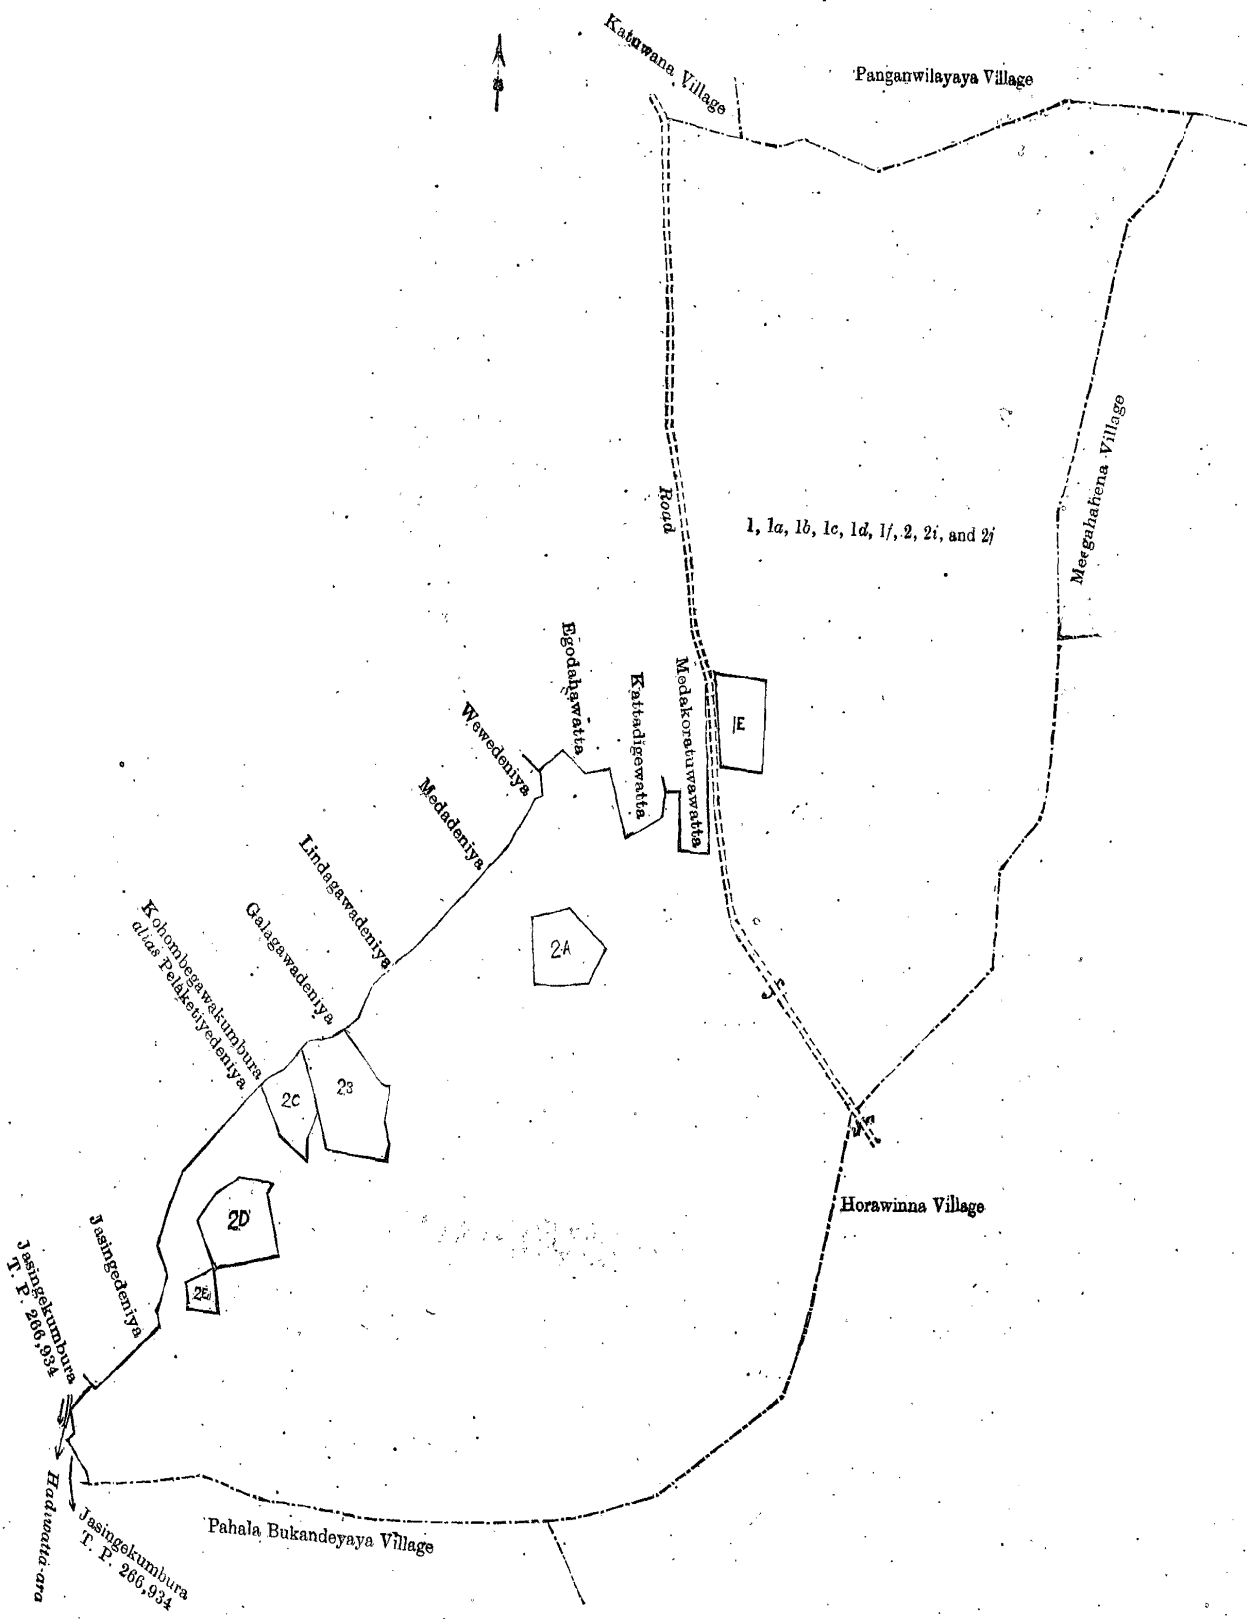 Katuwana Village
Panganwilayaya Village
Road
Meegahahena Village
1, 1a, 1b, 1c, 1d, 1f, 2, 2i, and 2j
Egodahawatta
Kattadigewatta
Medakoratuwawatta
1E
Wewedeniya
Medadeniya
Lindagawadeniya
Galagawadeniya
Kohombegawakumbura
alias Pelaketiyedeniya
2A
2B
2C
2D
2E
Horawinna Village
Jasingedeniya
Jasingekumbura
T. P. 266,934
Hadiwatta-ara
Jasingekumbura
T. P. 266,934
Pahala Bukandeyaya Village